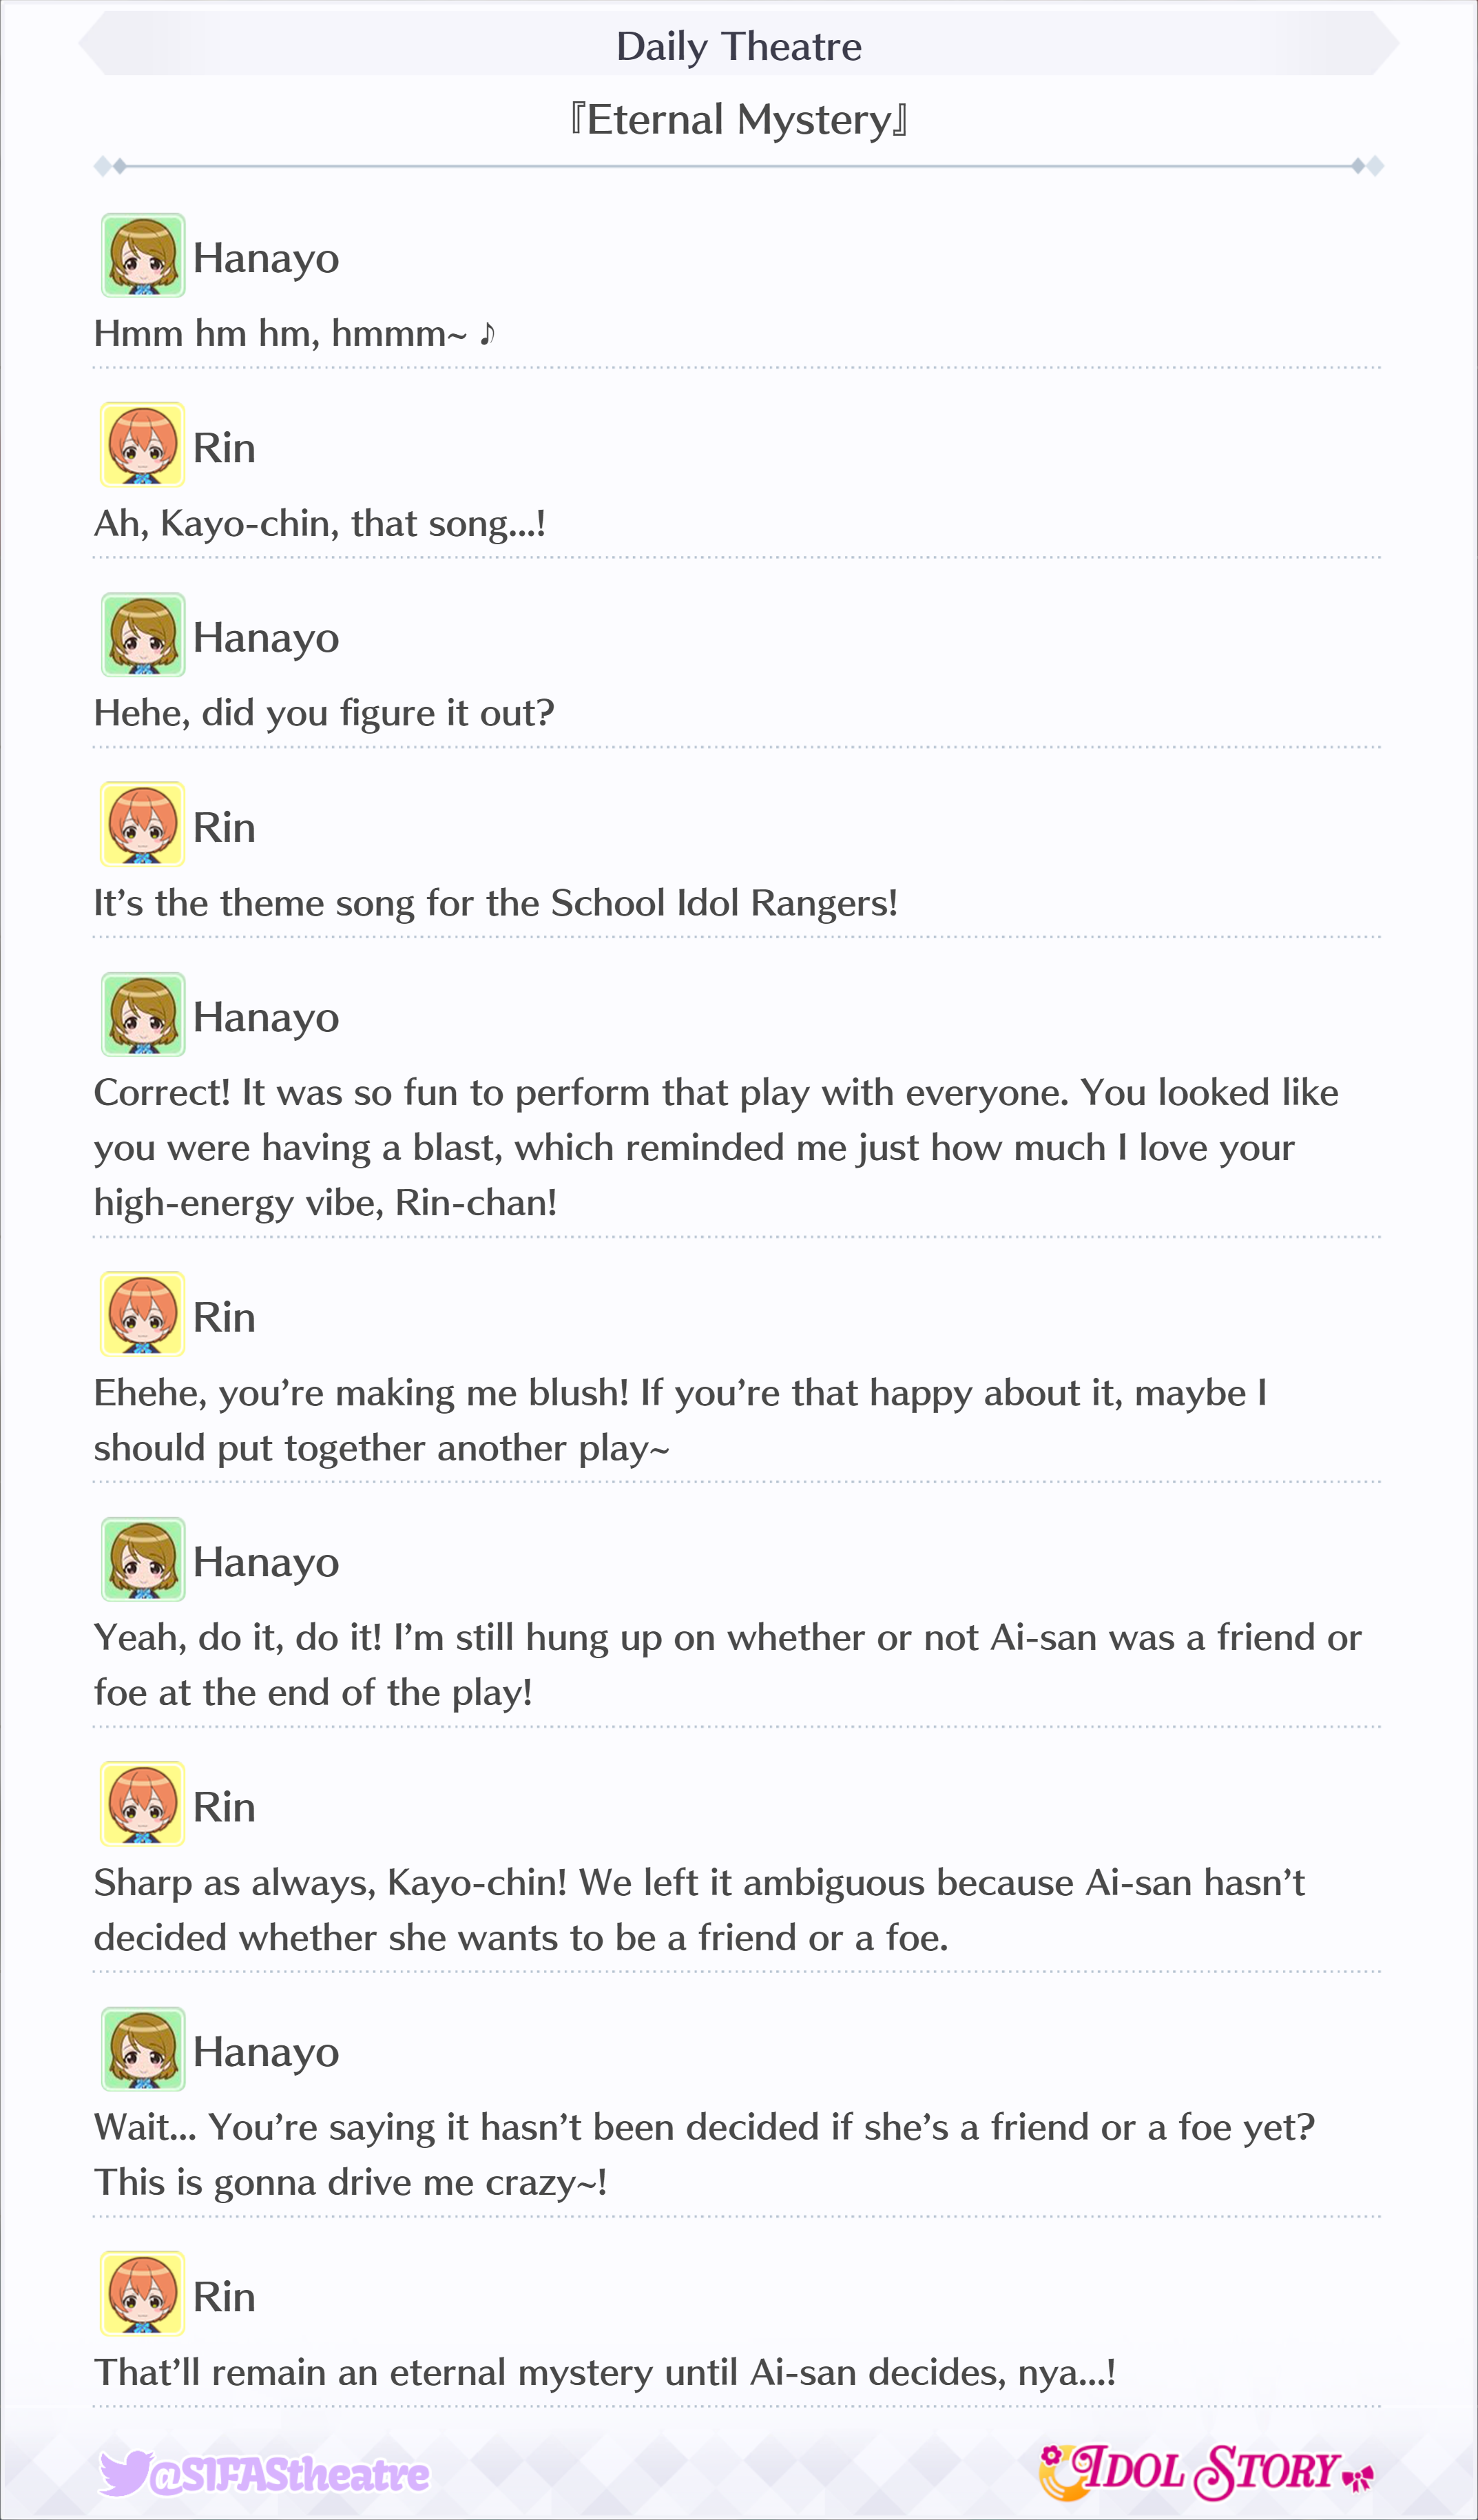 Daily Theatre
『Eternal Mystery』
Hanayo
Hmm hm hm, hmmm~ ♪
Rin
Ah, Kayo-chin, that song...!
Hanayo
Hehe, did you figure it out?
Rin
It’s the theme song for the School Idol Rangers!
Hanayo
Correct! It was so fun to perform that play with everyone. You looked like
you were having a blast, which reminded me just how much I love your
high-energy vibe, Rin-chan!
Rin
Ehehe, you’re making me blush! If you’re that happy about it, maybe I
should put together another play~
Hanayo
Yeah, do it, do it! I’m still hung up on whether or not Ai-san was a friend or
foe at the end of the play!
Rin
Sharp as always, Kayo-chin! We left it ambiguous because Ai-san hasn’t
decided whether she wants to be a friend or a foe.
Hanayo
Wait... You’re saying it hasn’t been decided if she’s a friend or a foe yet?
This is gonna drive me crazy~!
Rin
That’ll remain an eternal mystery until Ai-san decides, nya...!
@SIFAStheatre
IDOL STORY